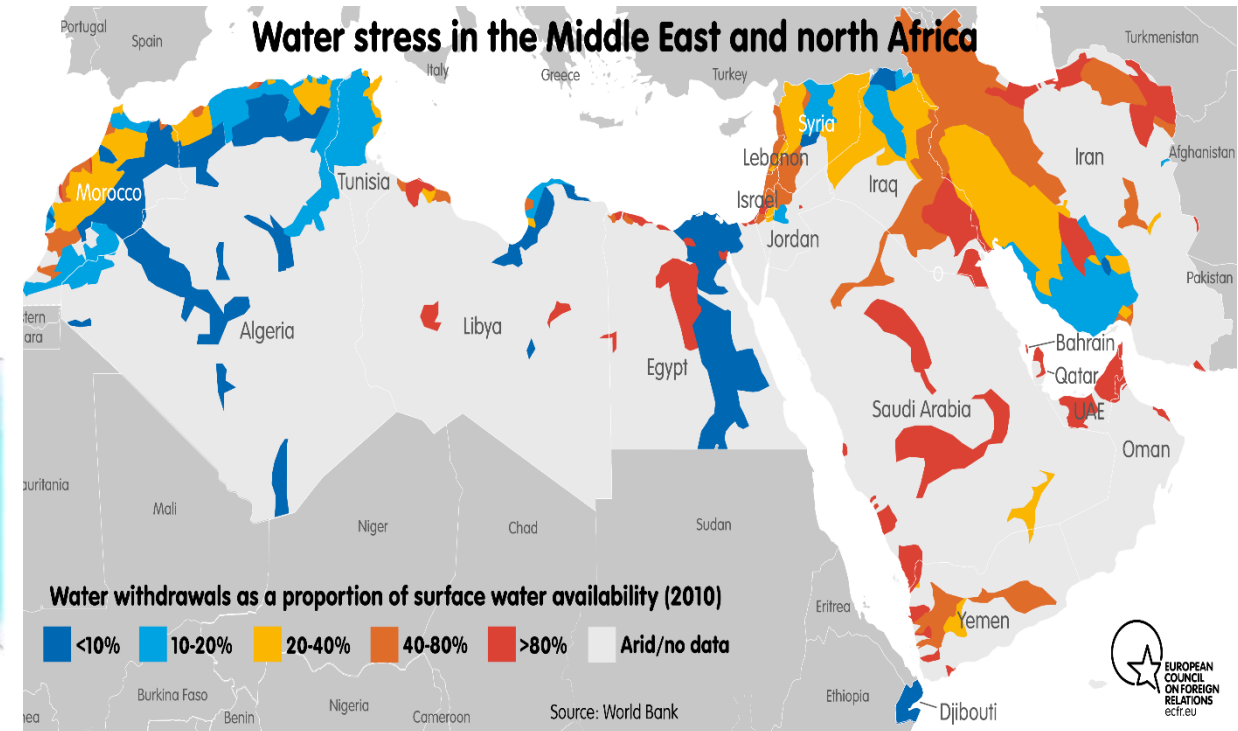 Water stress in the Middle East and north Africa
Portugal
Spain
Italy
Greece
Turkey
Turkmenistan
Syria
Lebanon
Iran
Afghanistan
Morocco
Tunisia
Israel
Iraq
Jordan
Pakistan
tern
ara
Algeria
Libya
Egypt
Bahrain
Qatar
Saudi Arabia
UAE
Oman
auritania
Mali
Niger
Chad
Sudan
Water withdrawals as a proportion of surface water availability (2010)
<10%
10-20%
20-40%
40-80%
>80%
Arid/no data
Eritrea
Yemen
Burkina Faso
Benin
Nigeria
Cameroon
Source: World Bank
Ethiopia
Djibouti
nea
EUROPEAN
COUNCIL
ON FOREIGN
RELATIONS
ecfr.eu